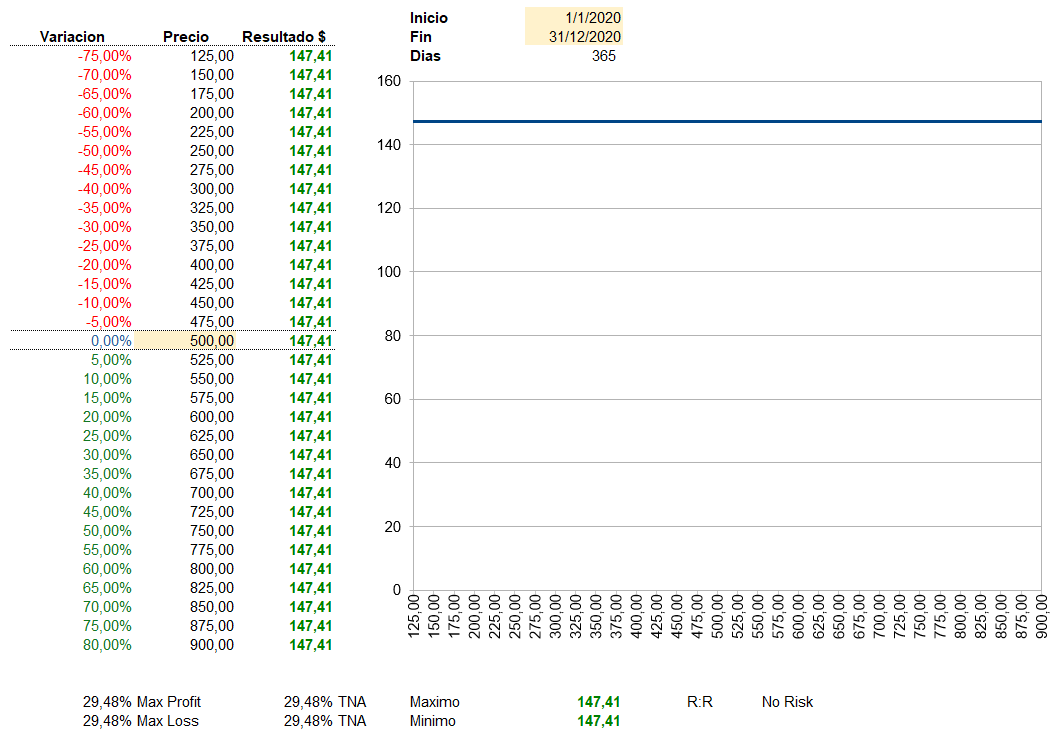 Inicio 1/1/2020
Fin 31/12/2020
Dias 365
Variacion Precio Resultado $
-75,00% 125,00 147,41
-70,00% 150,00 147,41
-65,00% 175,00 147,41
-60,00% 200,00 147,41
-55,00% 225,00 147,41
-50,00% 250,00 147,41
-45,00% 275,00 147,41
-40,00% 300,00 147,41
-35,00% 325,00 147,41
-30,00% 350,00 147,41
-25,00% 375,00 147,41
-20,00% 400,00 147,41
-15,00% 425,00 147,41
-10,00% 450,00 147,41
-5,00% 475,00 147,41
0,00% 500,00 147,41
5,00% 525,00 147,41
10,00% 550,00 147,41
15,00% 575,00 147,41
20,00% 600,00 147,41
25,00% 625,00 147,41
30,00% 650,00 147,41
35,00% 675,00 147,41
40,00% 700,00 147,41
45,00% 725,00 147,41
50,00% 750,00 147,41
55,00% 775,00 147,41
60,00% 800,00 147,41
65,00% 825,00 147,41
70,00% 850,00 147,41
75,00% 875,00 147,41
80,00% 900,00 147,41
160
140
120
100
80
60
40
20
0
125,00 150,00 175,00 200,00 225,00 250,00 275,00 300,00 325,00 350,00 375,00 400,00 425,00 450,00 475,00 500,00 525,00 550,00 575,00 600,00 625,00 650,00 675,00 700,00 725,00 750,00 775,00 800,00 825,00 850,00 875,00 900,00
29,48% Max Profit 29,48% TNA Maximo 147,41 R:R No Risk
29,48% Max Loss 29,48% TNA Minimo 147,41